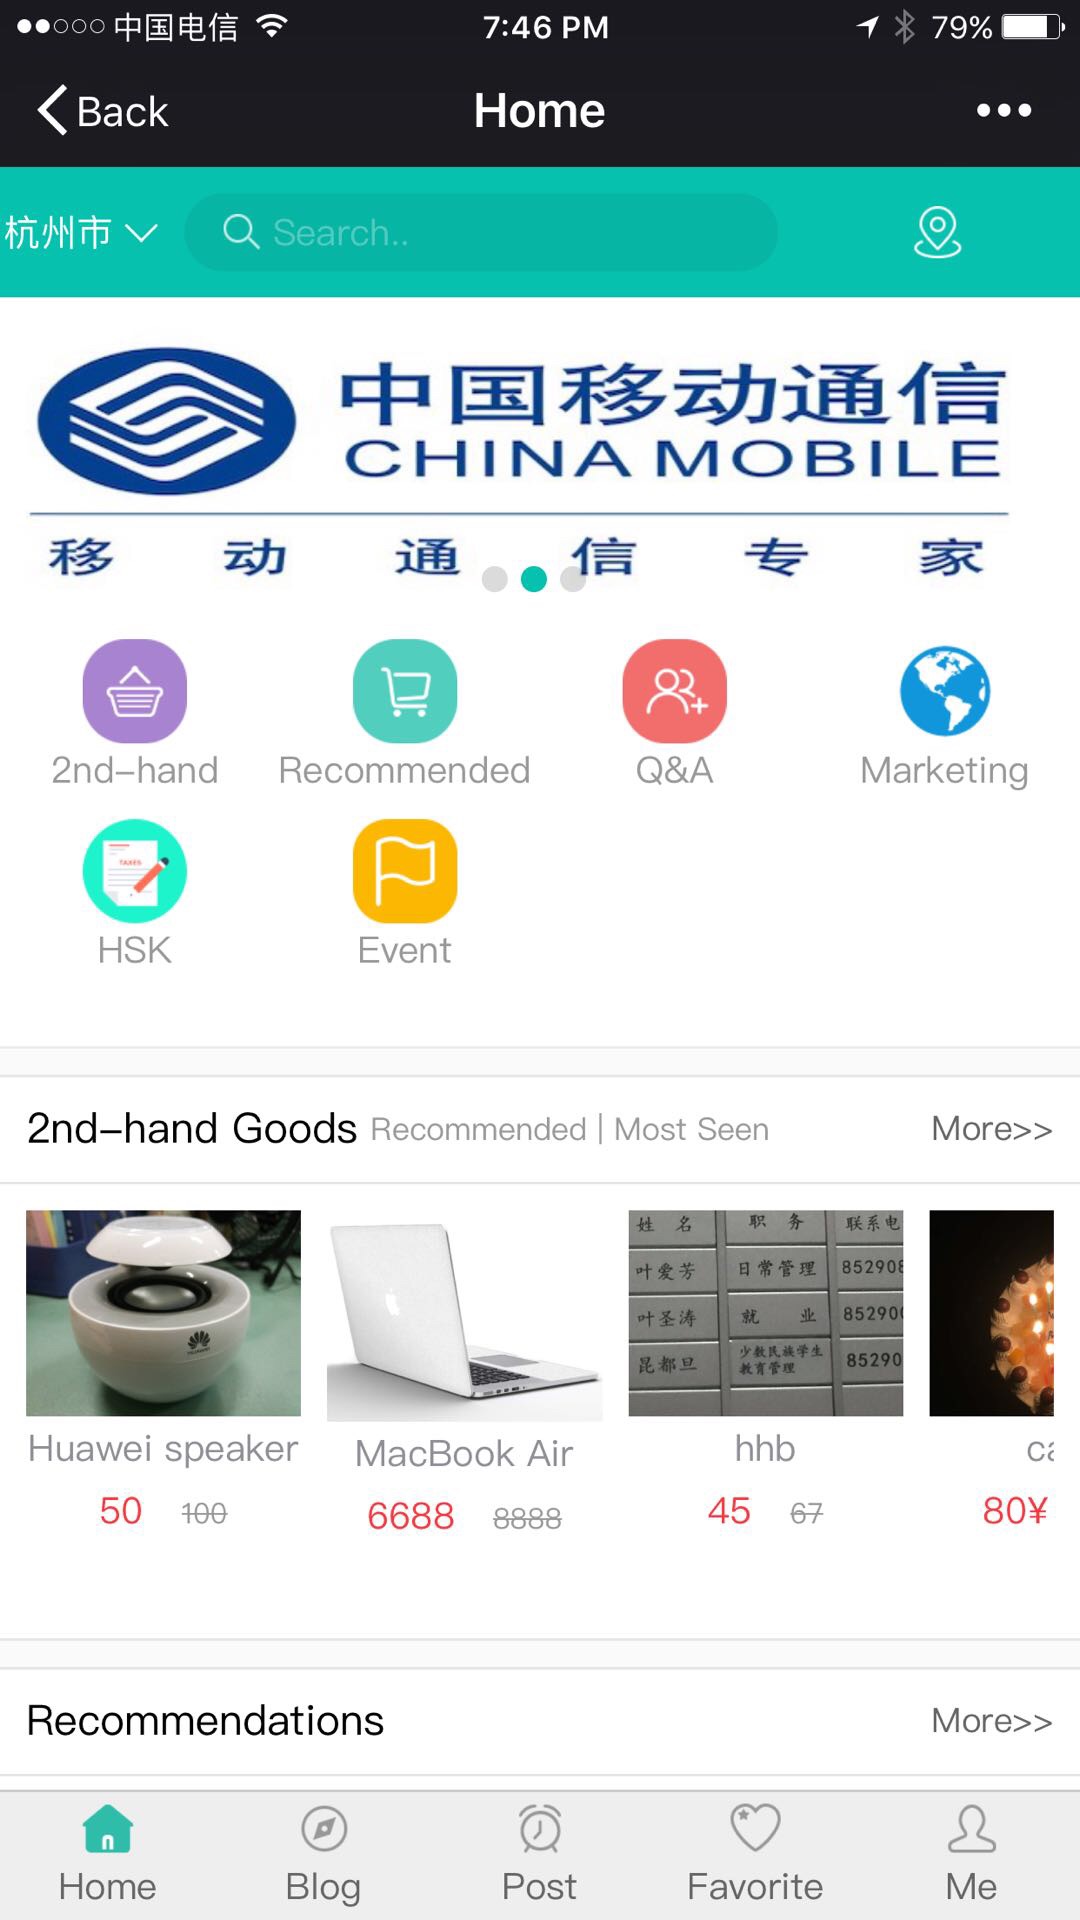 中国电信 7:46 PM 79%
Back Home
杭州市 Search..
中国移动通信
CHINA MOBILE
移动通信专家
2nd-hand Recommended Q&A Marketing
TAXES
HSK Event
2nd-hand Goods Recommended | Most Seen More>>
HUAWEI
姓 名 职 务 联系电
叶爱芳 日常管理 852908
叶圣涛 就 业 852900
昆都旦 少数民族学生教育管理 85290
Huawei speaker MacBook Air hhb ca
50 100 6688 8888 45 67 80¥
Recommendations More>>
Home Blog Post Favorite Me